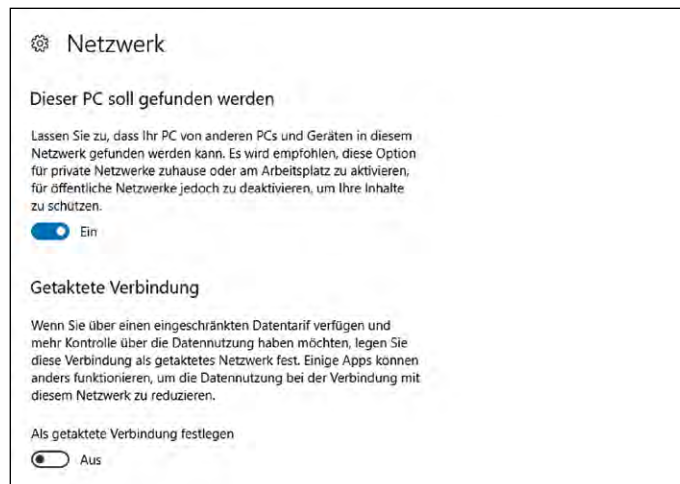 Netzwerk
Dieser PC soll gefunden werden
Lassen Sie zu, dass Ihr PC von anderen PCs und Geräten in diesem
Netzwerk gefunden werden kann. Es wird empfohlen, diese Option
für private Netzwerke zuhause oder am Arbeitsplatz zu aktivieren,
für öffentliche Netzwerke jedoch zu deaktivieren, um Ihre Inhalte
zu schützen.
Ein
Getaktete Verbindung
Wenn Sie über einen eingeschränkten Datentarif verfügen und
mehr Kontrolle über die Datennutzung haben möchten, legen Sie
diese Verbindung als getaktetes Netzwerk fest. Einige Apps können
anders funktionieren, um die Datennutzung bei der Verbindung mit
diesem Netzwerk zu reduzieren.
Als getaktete Verbindung festlegen
Aus